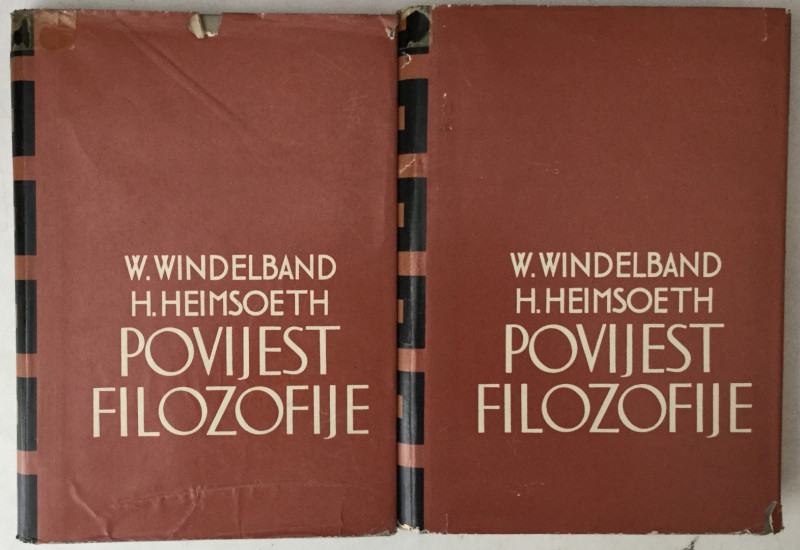 W. WINDELBAND
H. HEIMSOETH
POVIJEST
FILOZOFIJE
W. WINDELBAND
H. HEIMSOETH
POVIJEST
FILOZOFIJE